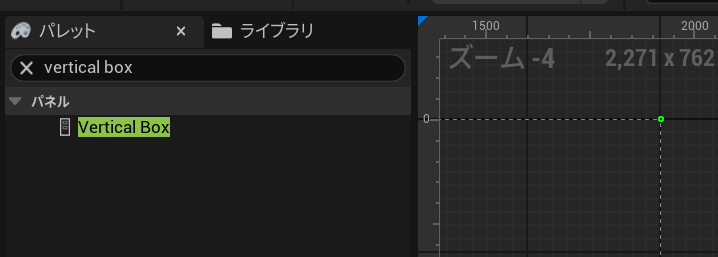 パレット
ライブラリ
vertical box
パネル
Vertical Box
1500
2000
ズーム -4
2,271 x 762
0